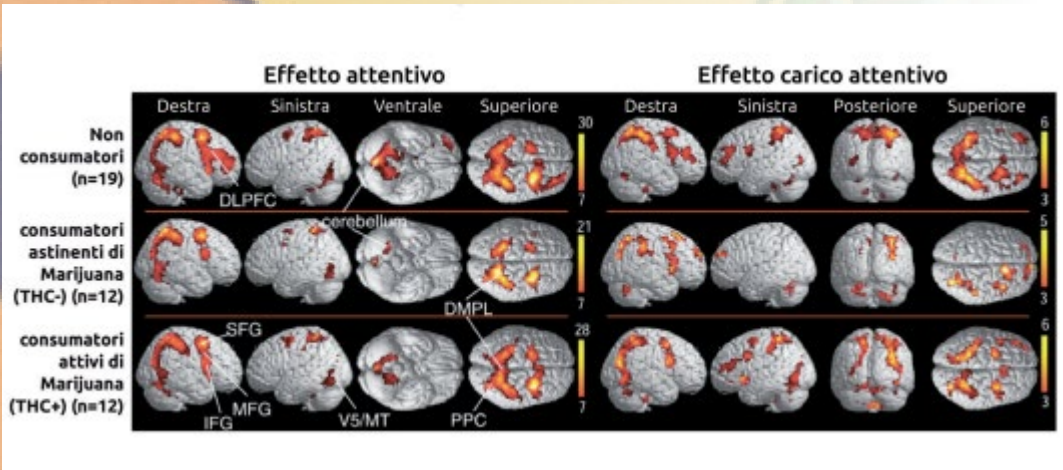 Effetto attentivo
Effetto carico attentivo
Destra Sinistra Ventrale Superiore
Destra Sinistra Posteriore Superiore
Non
consumatori
(n=19)
DLPFC
30
7
6
3
cerebellum
consumatori
astinenti di
Marijuana
(THC-) (n=12)
DMPL
21
7
5
3
consumatori
attivi di
Marijuana
(THC+) (n=12)
SFG
MFG
IFG
V5/MT
PPC
28
7
6
3